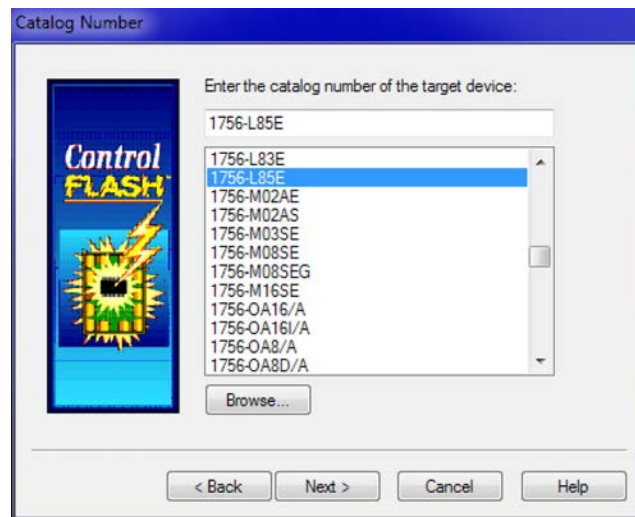 Catalog Number
Control
FLASH™
Enter the catalog number of the target device:
1756-L85E
1756-L83E
1756-L85E
1756-M02AE
1756-M02AS
1756-M03SE
1756-M08SE
1756-M08SEG
1756-M16SE
1756-OA16/A
1756-OA16I/A
1756-OA8/A
1756-OA8D/A
Browse...
< Back
Next >
Cancel
Help